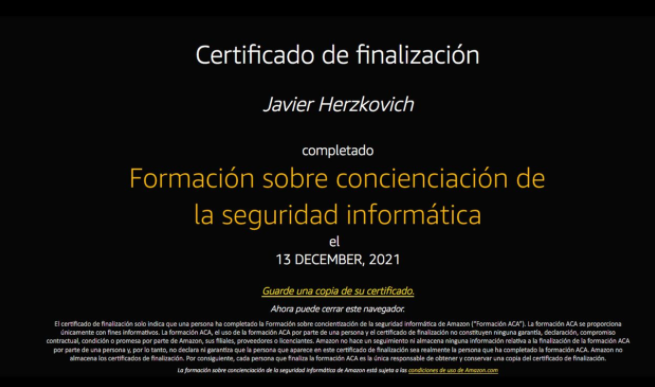 Certificado de finalización
Javier Herzkovich
completado
Formación sobre concienciación de
la seguridad informática
el
13 DECEMBER, 2021
Guarde una copia de su certificado.
Ahora puede cerrar este navegador.
El certificado de finalización solo indica que una persona ha completado la Formación sobre concientización de la seguridad informática de Amazon ("Formación ACA"). La formación ACA se proporciona
únicamente con fines informativos. La formación ACA, el uso de la formación ACA por parte de una persona y el certificado de finalización no constituyen ninguna garantía, declaración, compromiso
contractual, condición o promesa por parte de Amazon, sus filiales, proveedores o licenciantes. Amazon no hace un seguimiento ni almacena ninguna información relativa a la finalización de la formación ACA
por parte de una persona y, por lo tanto, no declara ni garantiza que la persona que aparece en este certificado de finalización sea realmente la persona que ha completado la formación ACA. Amazon no
almacena los certificados de finalización. Por consiguiente, cada persona que finaliza la formación ACA es la única responsable de obtener y conservar una copia del certificado de finalización.
La formación sobre concienciación de la seguridad informática de Amazon está sujeta a las condiciones de uso de Amazon.com